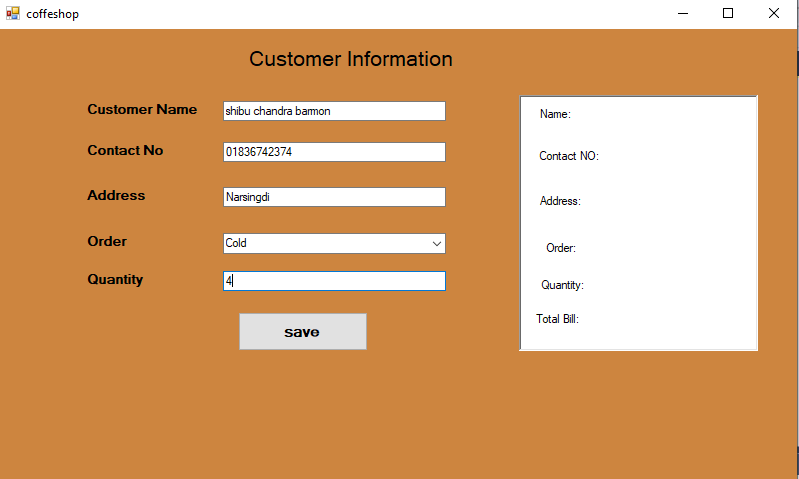 coffeshop
Customer Information
Customer Name shibu chandra barmon
Contact No 01836742374
Address Narsingdi
Order Cold
Quantity 4
save
Name:
Contact NO:
Address:
Order:
Quantity:
Total Bill: